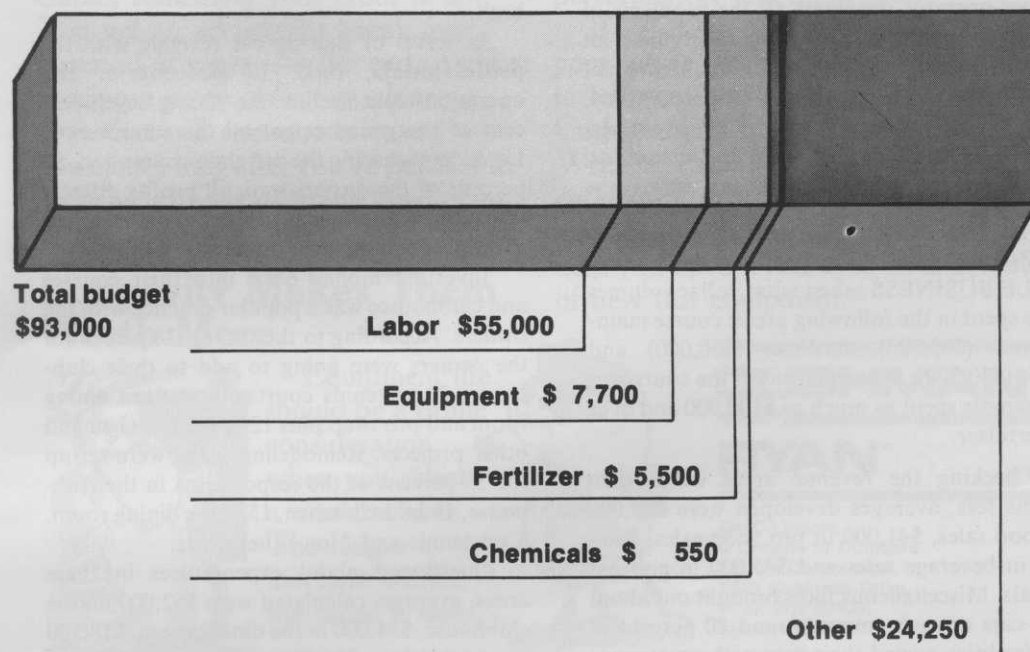 Total budget
$93,000
Labor $55,000
Equipment $ 7,700
Fertilizer $ 5,500
Chemicals $ 550
Other $24,250